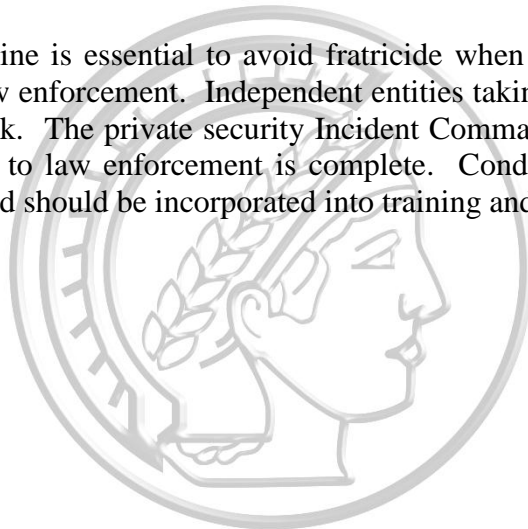 ine is essential to avoid fratricide when
w enforcement. Independent entities takin
k. The private security Incident Comma
to law enforcement is complete. Cond
d should be incorporated into training and